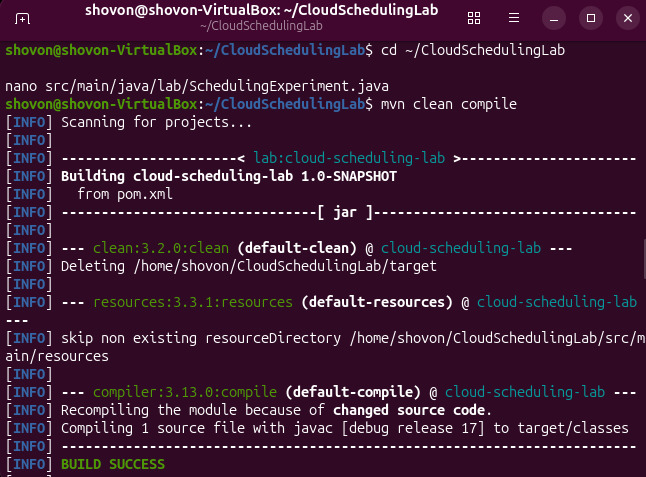 shovon@shovon-VirtualBox: ~/CloudSchedulingLab
~/CloudSchedulingLab
shovon@shovon-VirtualBox:~/CloudSchedulingLab$ cd ~/CloudSchedulingLab
nano src/main/java/lab/SchedulingExperiment.java
shovon@shovon-VirtualBox:~/CloudSchedulingLab$ mvn clean compile
[INFO] Scanning for projects...
[INFO]
[INFO] ----------------------< lab:cloud-scheduling-lab >----------------------
[INFO] Building cloud-scheduling-lab 1.0-SNAPSHOT
[INFO]   from pom.xml
[INFO] --------------------------------[ jar ]---------------------------------
[INFO]
[INFO] --- clean:3.2.0:clean (default-clean) @ cloud-scheduling-lab ---
[INFO] Deleting /home/shovon/CloudSchedulingLab/target
[INFO]
[INFO] --- resources:3.3.1:resources (default-resources) @ cloud-scheduling-lab
---
[INFO] skip non existing resourceDirectory /home/shovon/CloudSchedulingLab/src/m
ain/resources
[INFO]
[INFO] --- compiler:3.13.0:compile (default-compile) @ cloud-scheduling-lab ---
[INFO] Recompiling the module because of changed source code.
[INFO] Compiling 1 source file with javac [debug release 17] to target/classes
[INFO] ------------------------------------------------------------------------
[INFO] BUILD SUCCESS